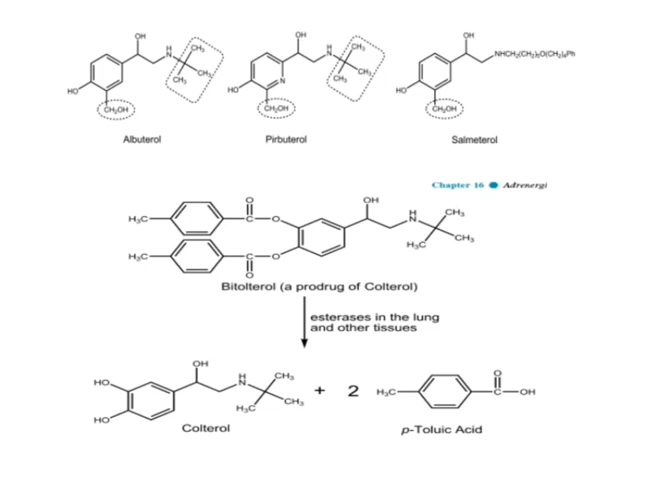 OH
H
N
CH₃
CH₃
CH₃
HO
CH₂OH
Albuterol
OH
H
N
CH₃
CH₃
CH₃
N
HO
CH₂OH
Pirbuterol
OH
NHCH₂(CH₂)₅O(CH₂)₄Ph
HO
CH₂OH
Salmeterol
Chapter 16 ● Adrenergi
H₃C
O
C
O
OH
H
N
CH₃
CH₃
H₃C
H₃C
C
O
O
Bitolterol (a prodrug of Colterol)
esterases in the lung
and other tissues
HO
HO
OH
H
N
CH₃
CH₃
H₃C
Colterol
+ 2
H₃C
O
C
OH
p-Toluic Acid